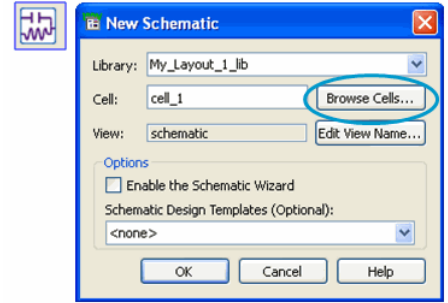 New Schematic
Library: My_Layout_1_lib
Cell: cell_1 Browse Cells...
View: schematic Edit View Name...
Options
Enable the Schematic Wizard
Schematic Design Templates (Optional):
<none>
OK Cancel Help